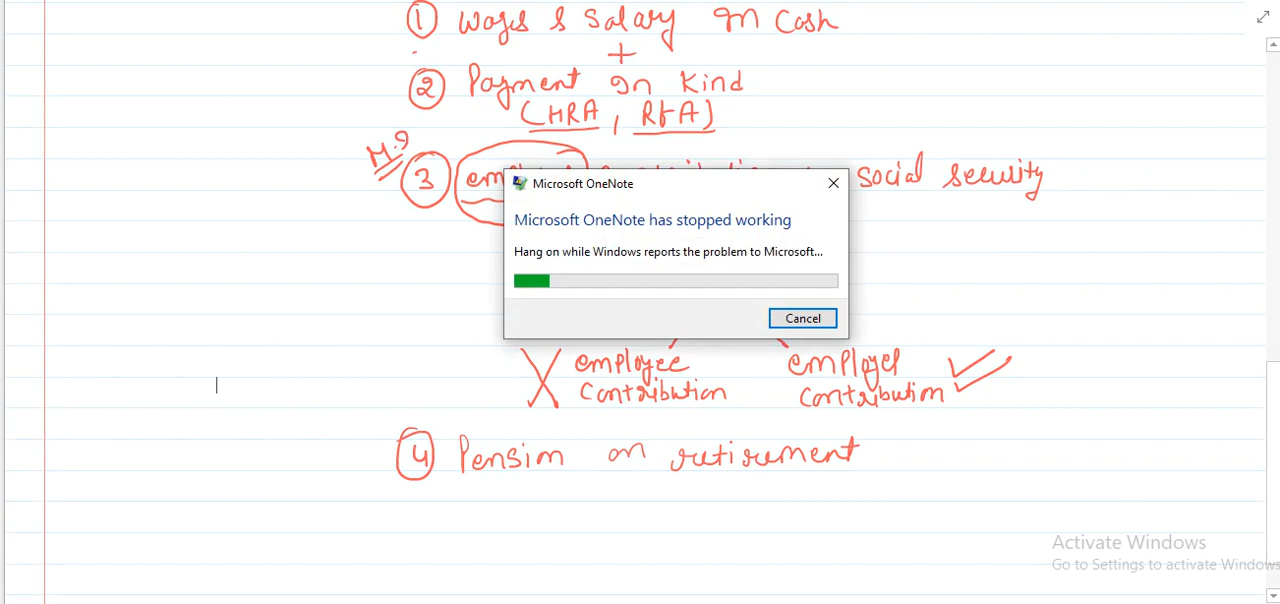 ① Wages & Salary In Cash
+
② Payment In Kind
(HRA, RFA)
③ social security
Microsoft OneNote
Microsoft OneNote has stopped working
Hang on while Windows reports the problem to Microsoft...
Cancel
X employee contribution
employer contribution
④ Pension on retirement
Activate Windows
Go to Settings to activate Windows